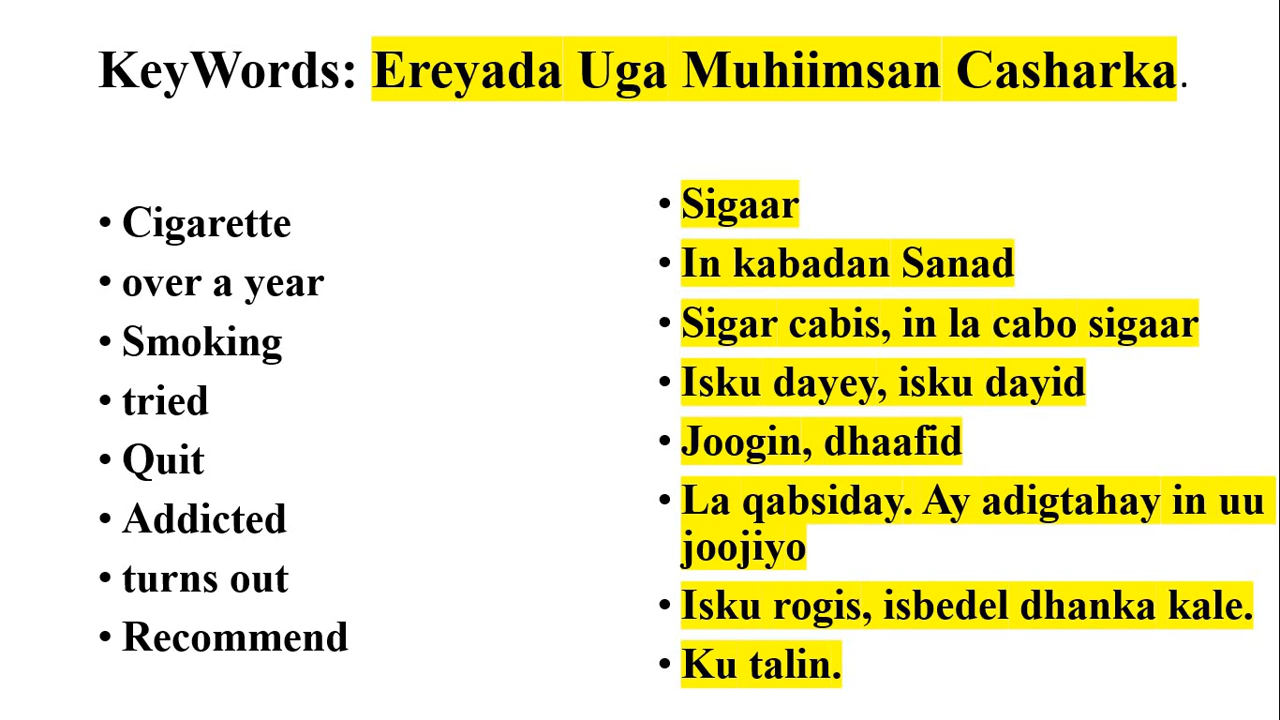 KeyWords: Ereyada Uga Muhiimsan Casharka.
• Cigarette
• over a year
• Smoking
• tried
• Quit
• Addicted
• turns out
• Recommend
• Sigaar
• In kabadan Sanad
• Sigar cabis, in la cabo sigaar
• Isku dayey, isku dayid
• Joogin, dhaafid
• La qabsiday. Ay adigtahay in uu
joojiyo
• Isku rogis, isbedel dhanka kale.
• Ku talin.